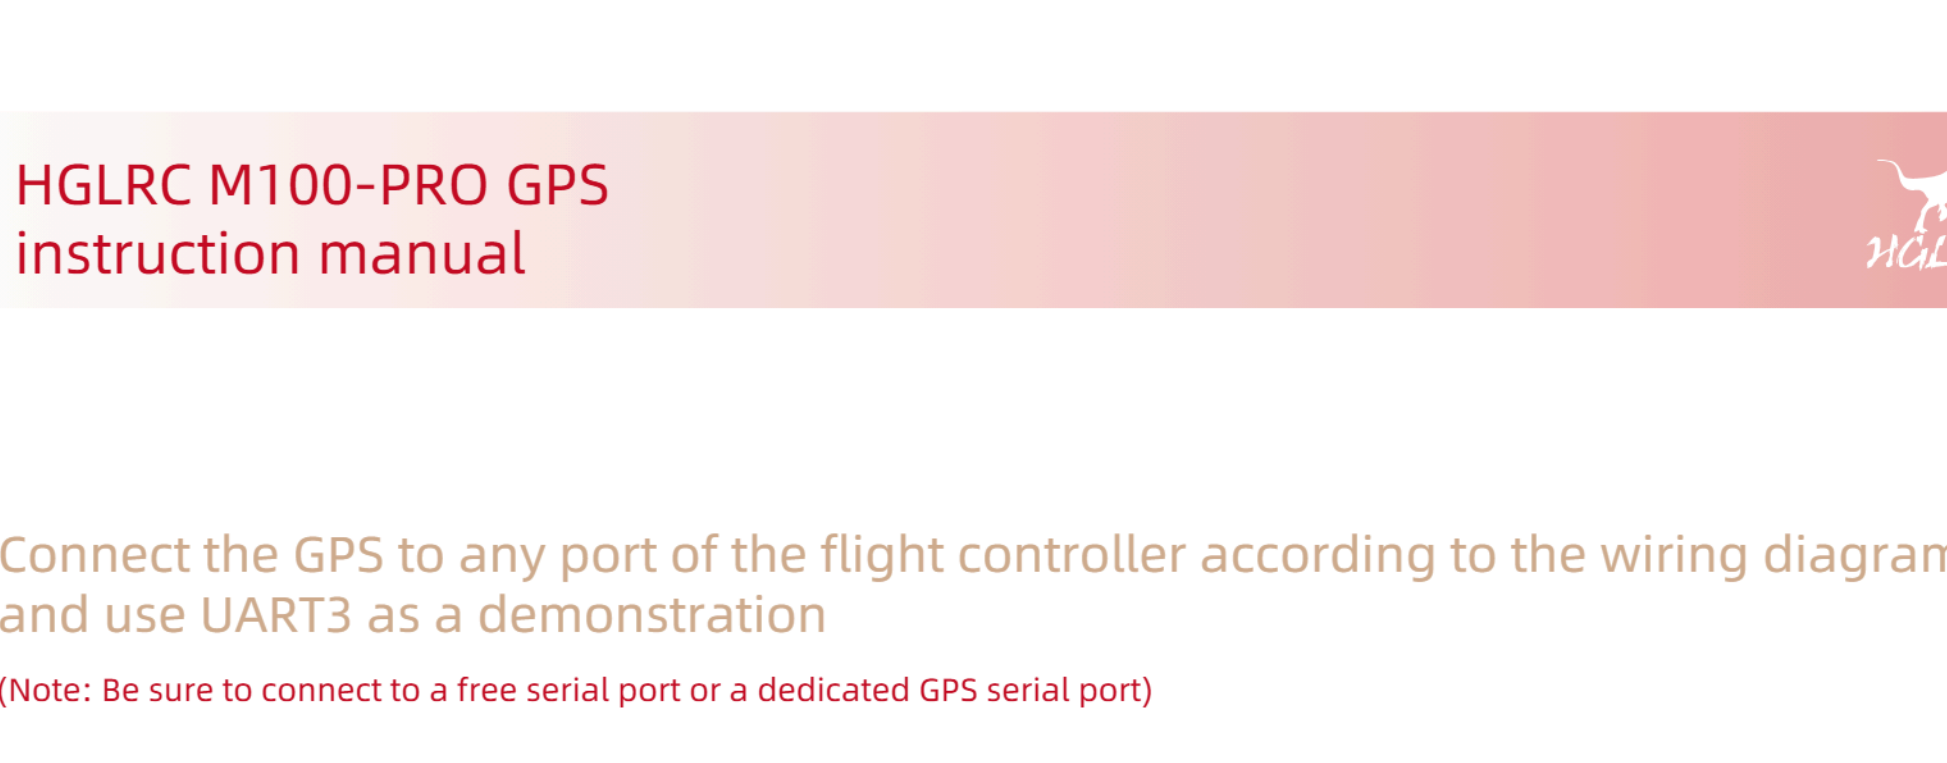 HGLRC M100-PRO GPS
instruction manual
HGL
Connect the GPS to any port of the flight controller according to the wiring diagram
and use UART3 as a demonstration
(Note: Be sure to connect to a free serial port or a dedicated GPS serial port)